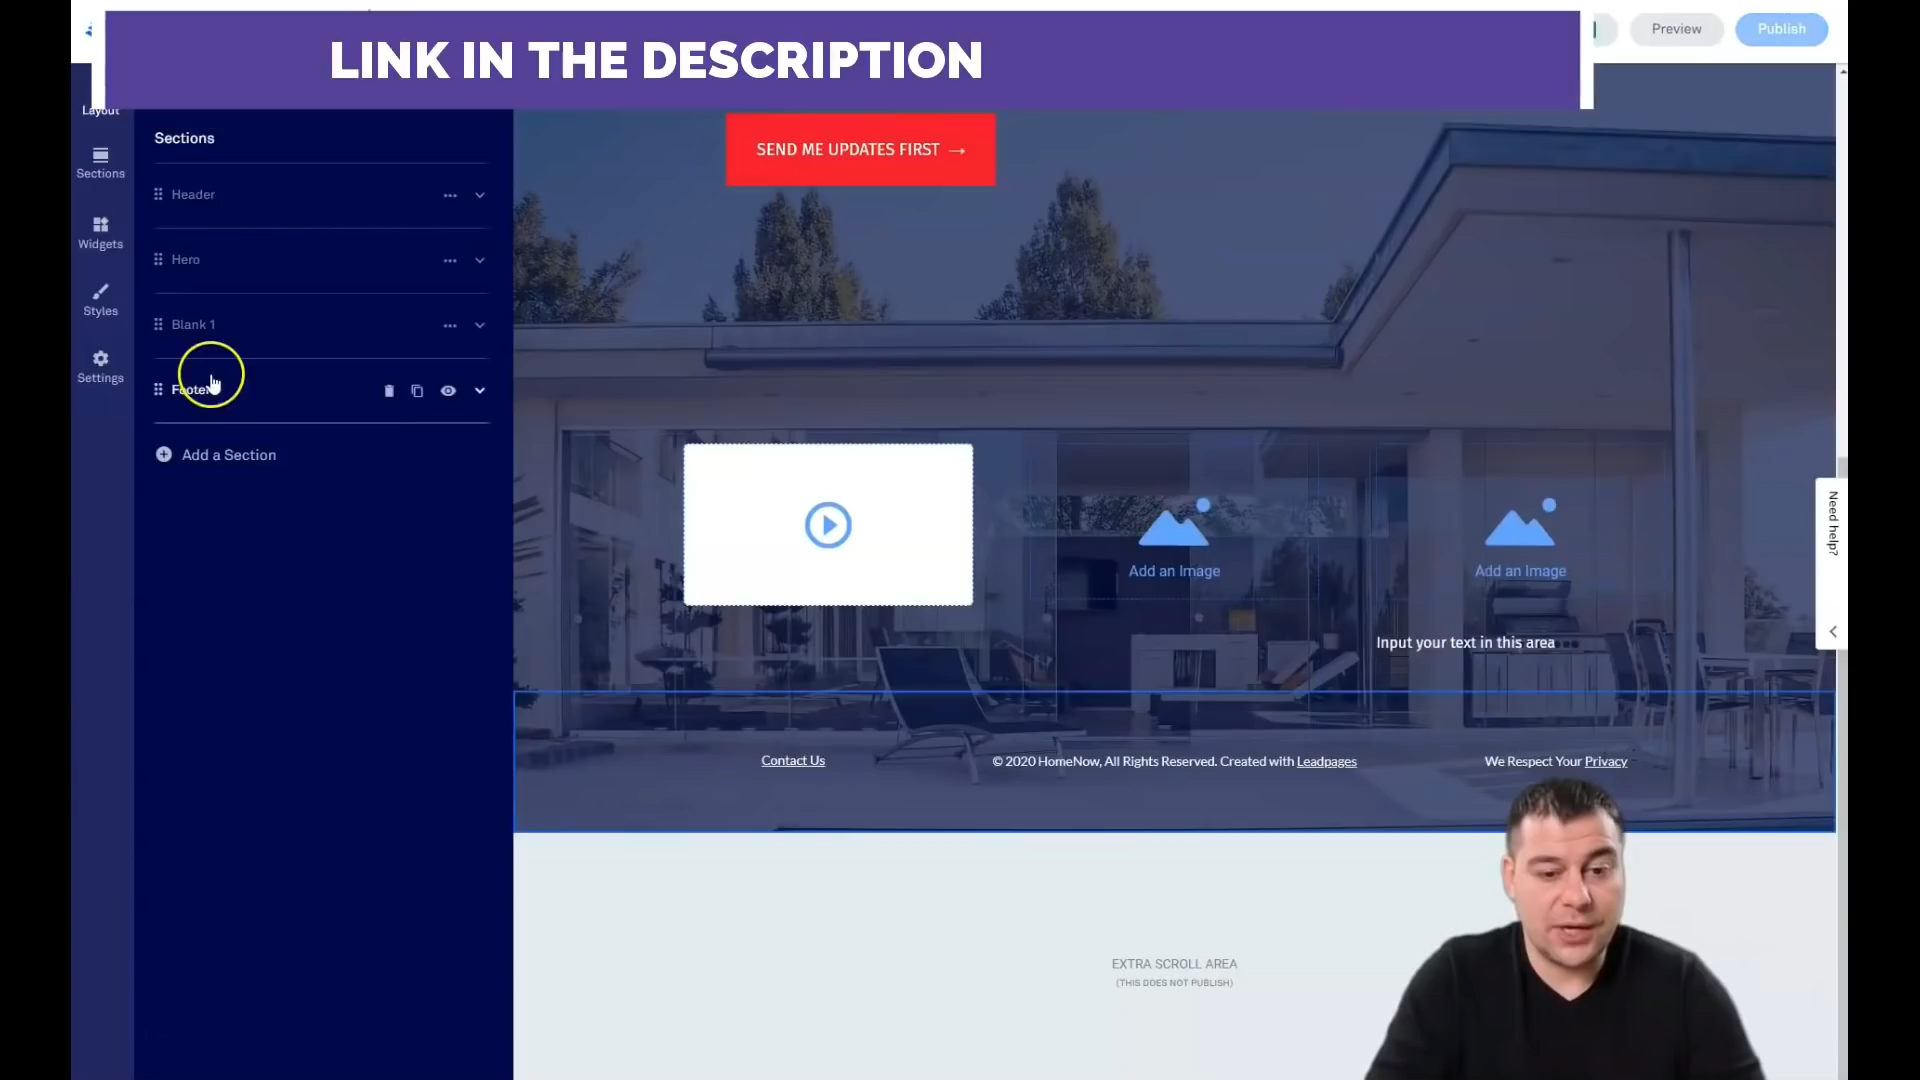 LINK IN THE DESCRIPTION
Preview
Publish
Layout
Sections
Widgets
Styles
Settings
Sections
Header
Hero
Blank 1
Footer
Add a Section
SEND ME UPDATES FIRST →
Add an Image
Add an Image
Input your text in this area
Contact Us
© 2020 HomeNow, All Rights Reserved. Created with Leadpages
We Respect Your Privacy
EXTRA SCROLL AREA
(THIS DOES NOT PUBLISH)
Need help?